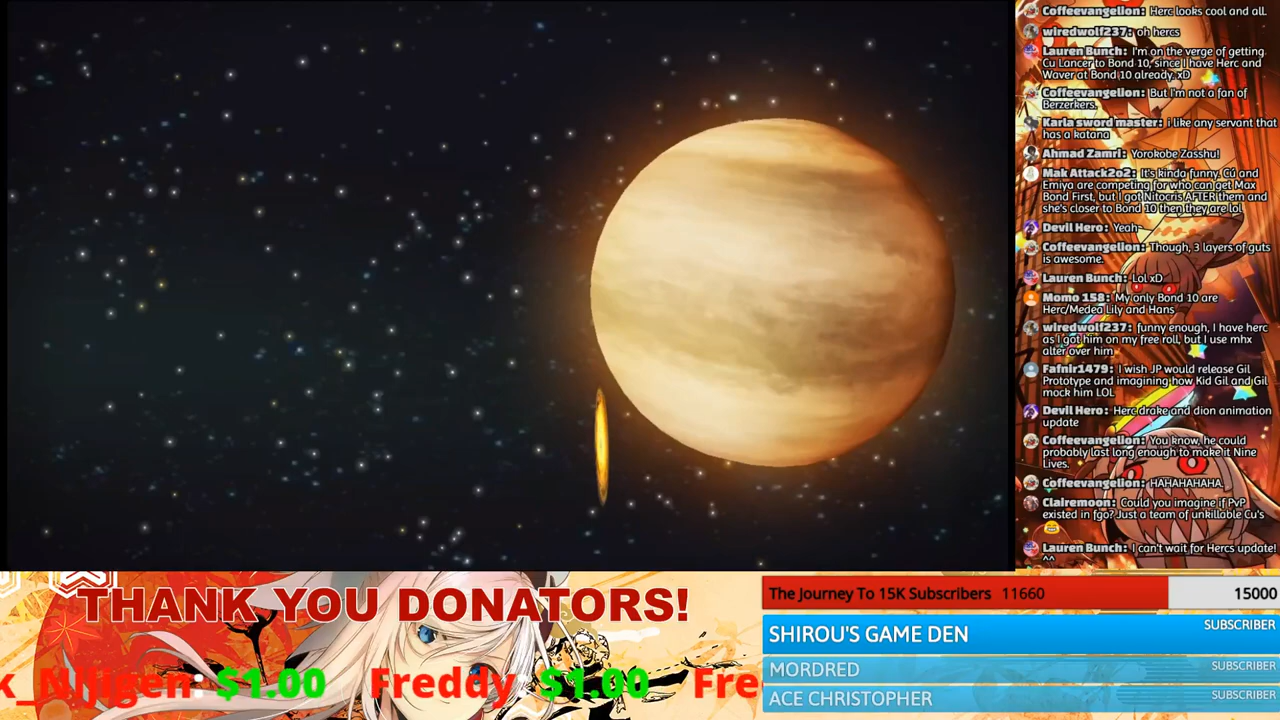 Coffeevangelion: Herc looks cool and all.
wiredwolf237: oh hercs
Lauren Bunch: I'm on the verge of getting
Cu Lancer to Bond 10, since I have Herc and
Waver at Bond 10 already. xD
Coffeevangelion: But I'm not a fan of
Berzerkers.
Karla sword master: i like any servant that
has a katana
Ahmad Zamri: Yorokobe Zasshu!
Mak Attack2o2: It's kinda funny. Cú and
Emiya are competing for who can get Max
Bond First, but I got Nitocris AFTER them and
she's closer to Bond 10 then they are lol
Devil Hero: Yeah
Coffeevangelion: Though, 3 layers of guts
is awesome.
Lauren Bunch: Lol xD
Momo 158: My only Bond 10 are
Herc/Medea Lily and Hans
wiredwolf237: funny enough, I have herc
as I got him on my free roll, but I use mhx
alter over him
Fafnir1479: I wish JP would release Gil
Prototype and imagining how Kid Gil and Gil
mock him LOL
Devil Hero: Herc drake and dion animation
update
Coffeevangelion: You know, he could
probably last long enough to make it Nine
Lives.
Coffeevangelion: HAHAHAHAHA.
Clairemoon: Could you imagine if PvP
existed in fgo? Just a team of unkillable Cu's
😂
Lauren Bunch: I can't wait for Hercs update!
^^
THANK YOU DONATORS!
k_Nijigen: $1.00 Freddy: $1.00 Fre
The Journey To 15K Subscribers 11660 15000
SHIROU'S GAME DEN SUBSCRIBER
MORDRED SUBSCRIBER
ACE CHRISTOPHER SUBSCRIBER